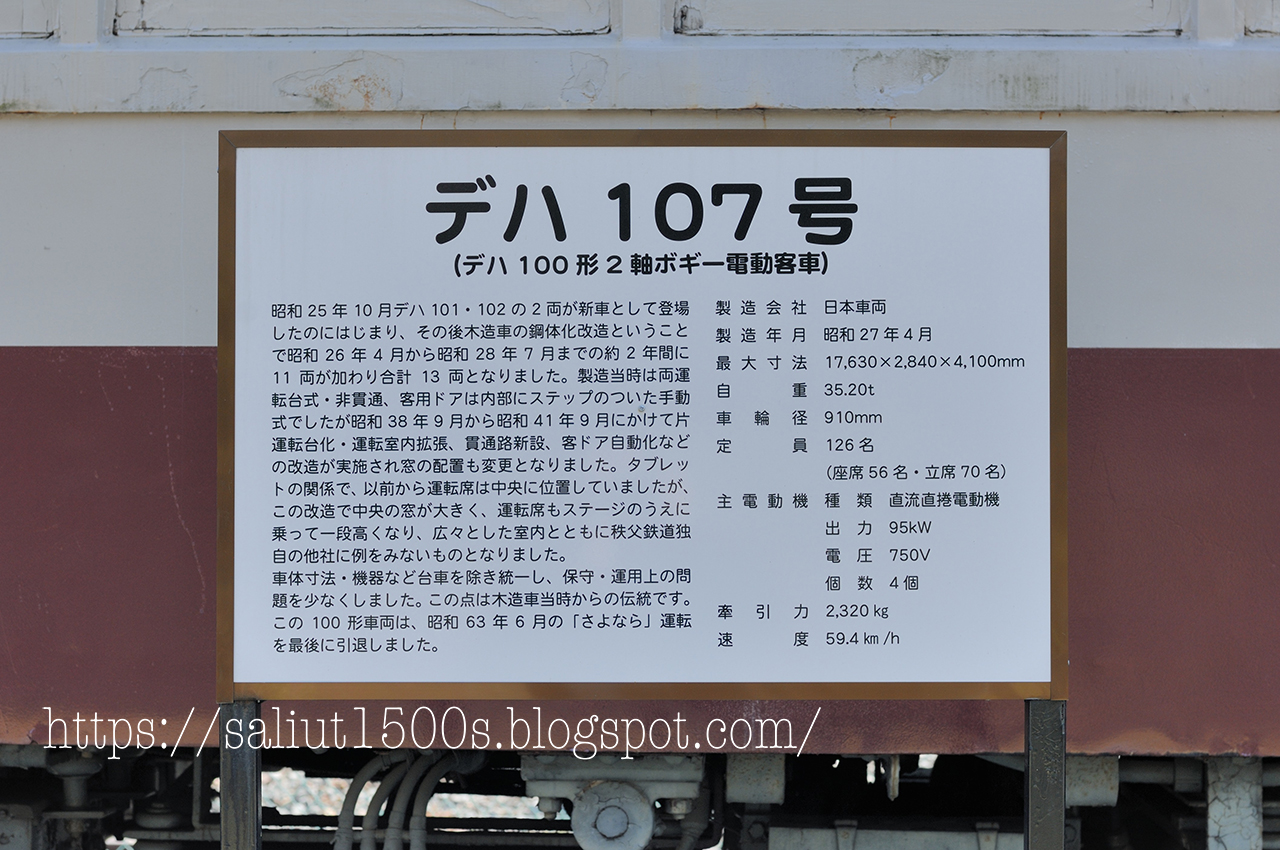 デハ 107 号
(デハ 100 形 2 軸ボギー電動客車)
昭和 25 年 10 月デハ 101・102 の 2 両が新車として登場
したのにはじまり、その後木造車の鋼体化改造ということ
で昭和 26 年 4 月から昭和 28 年 7 月までの約 2 年間に
11 両が加わり合計 13 両となりました。製造当時は両運
転台式・非貫通、客用ドアは内部にステップのついた手動
式でしたが昭和 38 年 9 月から昭和 41 年 9 月にかけて片
運転台化・運転室内拡張、貫通路新設、客ドア自動化など
の改造が実施され窓の配置も変更となりました。タブレッ
トの関係で、以前から運転席は中央に位置していましたが、
この改造で中央の窓が大きく、運転席もステージのうえに
乗って一段高くなり、広々とした室内とともに秩父鉄道独
自の他社に例をみないものとなりました。
車体寸法・機器など台車を除き統一し、保守・運用上の問
題を少なくしました。この点は木造車当時からの伝統です。
この 100 形車両は、昭和 63 年 6 月の「さよなら」運転
を最後に引退しました。
製造会社 日本車両
製造年月 昭和 27 年 4 月
最大寸法 17,630×2,840×4,100mm
自重 35.20t
車輪径 910mm
定員 126 名
(座席 56 名・立席 70 名)
主電動機 種類 直流直捲電動機
出力 95kW
電圧 750V
個数 4 個
牽引力 2,320 kg
速度 59.4 km/h
https://saliut1500s.blogspot.com/